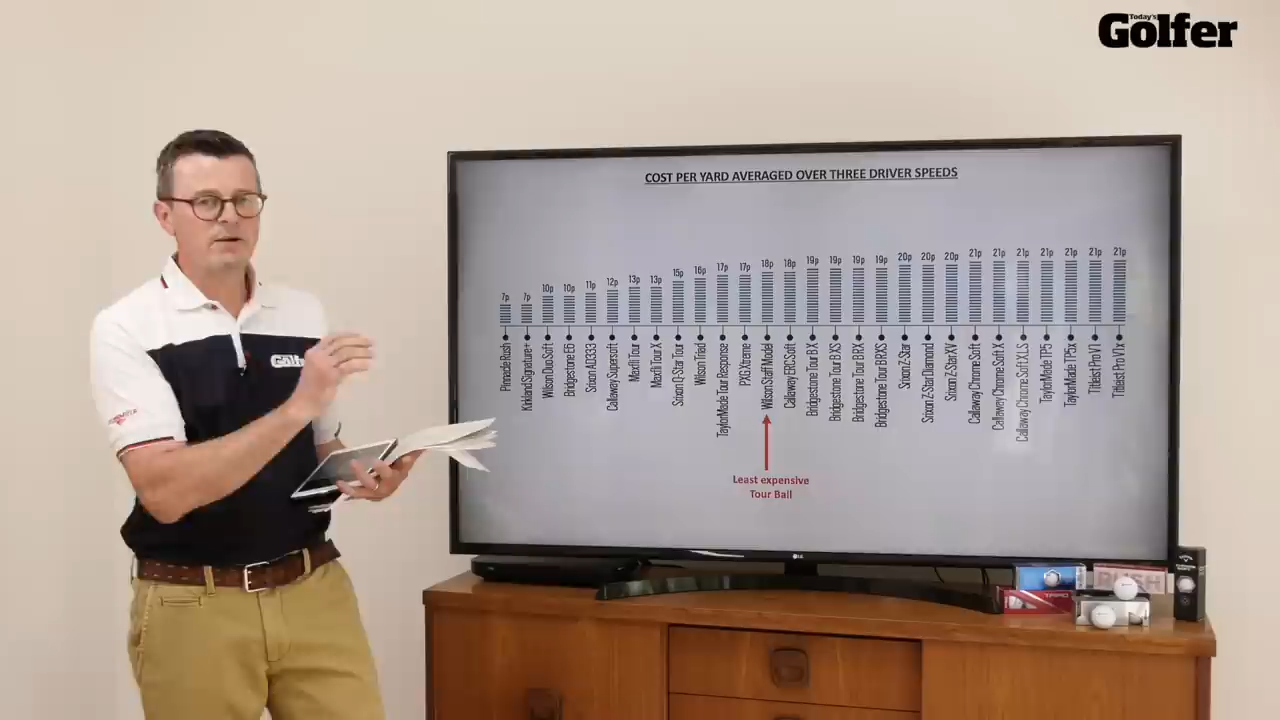 Today's
Golfer
COST PER YARD AVERAGED OVER THREE DRIVER SPEEDS
7p
7p
10p
10p
11p
12p
13p
13p
15p
16p
17p
17p
18p
18p
19p
19p
19p
19p
20p
20p
20p
21p
21p
21p
21p
21p
21p
21p
Pinnacle Rush
Kirkland Signature+
Wilson Duo Soft
Bridgestone E6
Srixon AD333
Callaway Supersoft
Maxfli Tour
Maxfli Tour X
Srixon Q-Star Tour
Wilson Triad
TaylorMade Tour Response
PXG Xtreme
Wilson Staff Model
Callaway ERC Soft
Bridgestone Tour B X
Bridgestone Tour B XS
Bridgestone Tour B RX
Bridgestone Tour B RXS
Srixon Z-Star
Srixon Z-Star Diamond
Srixon Z-Star XV
Callaway Chrome Soft
Callaway Chrome Soft X
Callaway Chrome Soft X LS
TaylorMade TP5
TaylorMade TP5x
Titleist Pro V1
Titleist Pro V1x
Least expensive
Tour Ball
Golfer
LG
RUSH
TRIAD